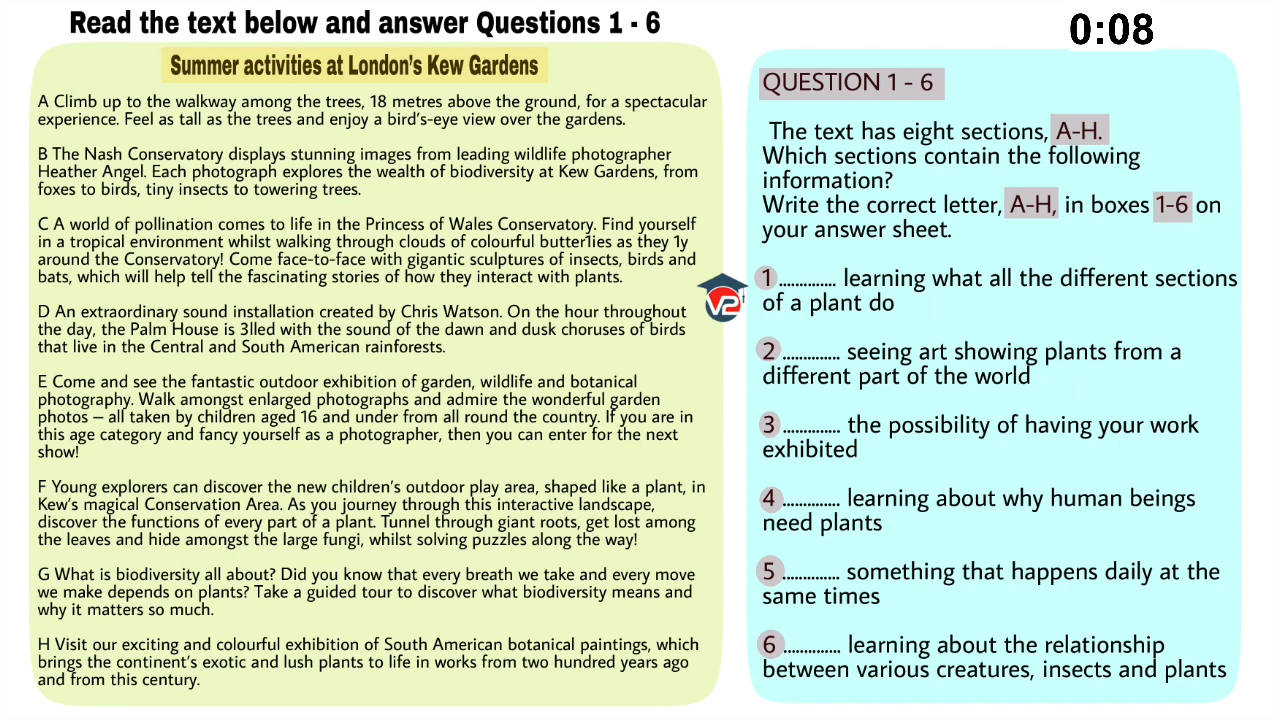 Read the text below and answer Questions 1 - 6
0:08
Summer activities at London's Kew Gardens
A Climb up to the walkway among the trees, 18 metres above the ground, for a spectacular
experience. Feel as tall as the trees and enjoy a bird's-eye view over the gardens.
B The Nash Conservatory displays stunning images from leading wildlife photographer
Heather Angel. Each photograph explores the wealth of biodiversity at Kew Gardens, from
foxes to birds, tiny insects to towering trees.
C A world of pollination comes to life in the Princess of Wales Conservatory. Find yourself
in a tropical environment whilst walking through clouds of colourful butter1ies as they 1y
around the Conservatory! Come face-to-face with gigantic sculptures of insects, birds and
bats, which will help tell the fascinating stories of how they interact with plants.
D An extraordinary sound installation created by Chris Watson. On the hour throughout
the day, the Palm House is 3lled with the sound of the dawn and dusk choruses of birds
that live in the Central and South American rainforests.
E Come and see the fantastic outdoor exhibition of garden, wildlife and botanical
photography. Walk amongst enlarged photographs and admire the wonderful garden
photos – all taken by children aged 16 and under from all round the country. If you are in
this age category and fancy yourself as a photographer, then you can enter for the next
show!
F Young explorers can discover the new children's outdoor play area, shaped like a plant, in
Kew's magical Conservation Area. As you journey through this interactive landscape,
discover the functions of every part of a plant. Tunnel through giant roots, get lost among
the leaves and hide amongst the large fungi, whilst solving puzzles along the way!
G What is biodiversity all about? Did you know that every breath we take and every move
we make depends on plants? Take a guided tour to discover what biodiversity means and
why it matters so much.
H Visit our exciting and colourful exhibition of South American botanical paintings, which
brings the continent's exotic and lush plants to life in works from two hundred years ago
and from this century.
V2
QUESTION 1 - 6
The text has eight sections, A-H.
Which sections contain the following
information?
Write the correct letter, A-H, in boxes 1-6 on
your answer sheet.
1.............. learning what all the different sections
of a plant do
2.............. seeing art showing plants from a
different part of the world
3.............. the possibility of having your work
exhibited
4.............. learning about why human beings
need plants
5.............. something that happens daily at the
same times
6.............. learning about the relationship
between various creatures, insects and plants